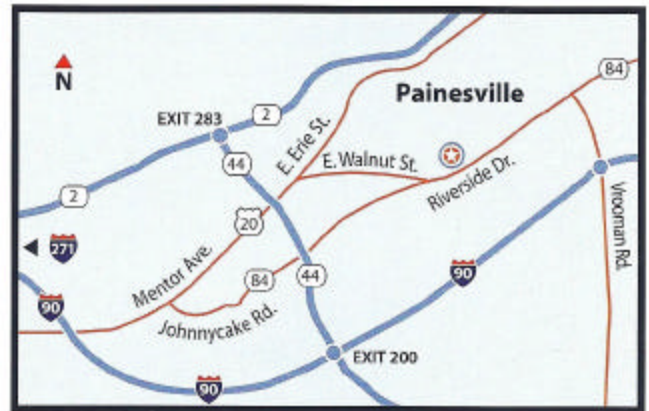 84
Painesville
N
EXIT 283
2
E. Erie St.
44
E. Walnut St.
Riverside Dr.
2
Vrooman Rd.
20
271
Mentor Ave.
84
44
90
90
Johnnycake Rd.
EXIT 200
90